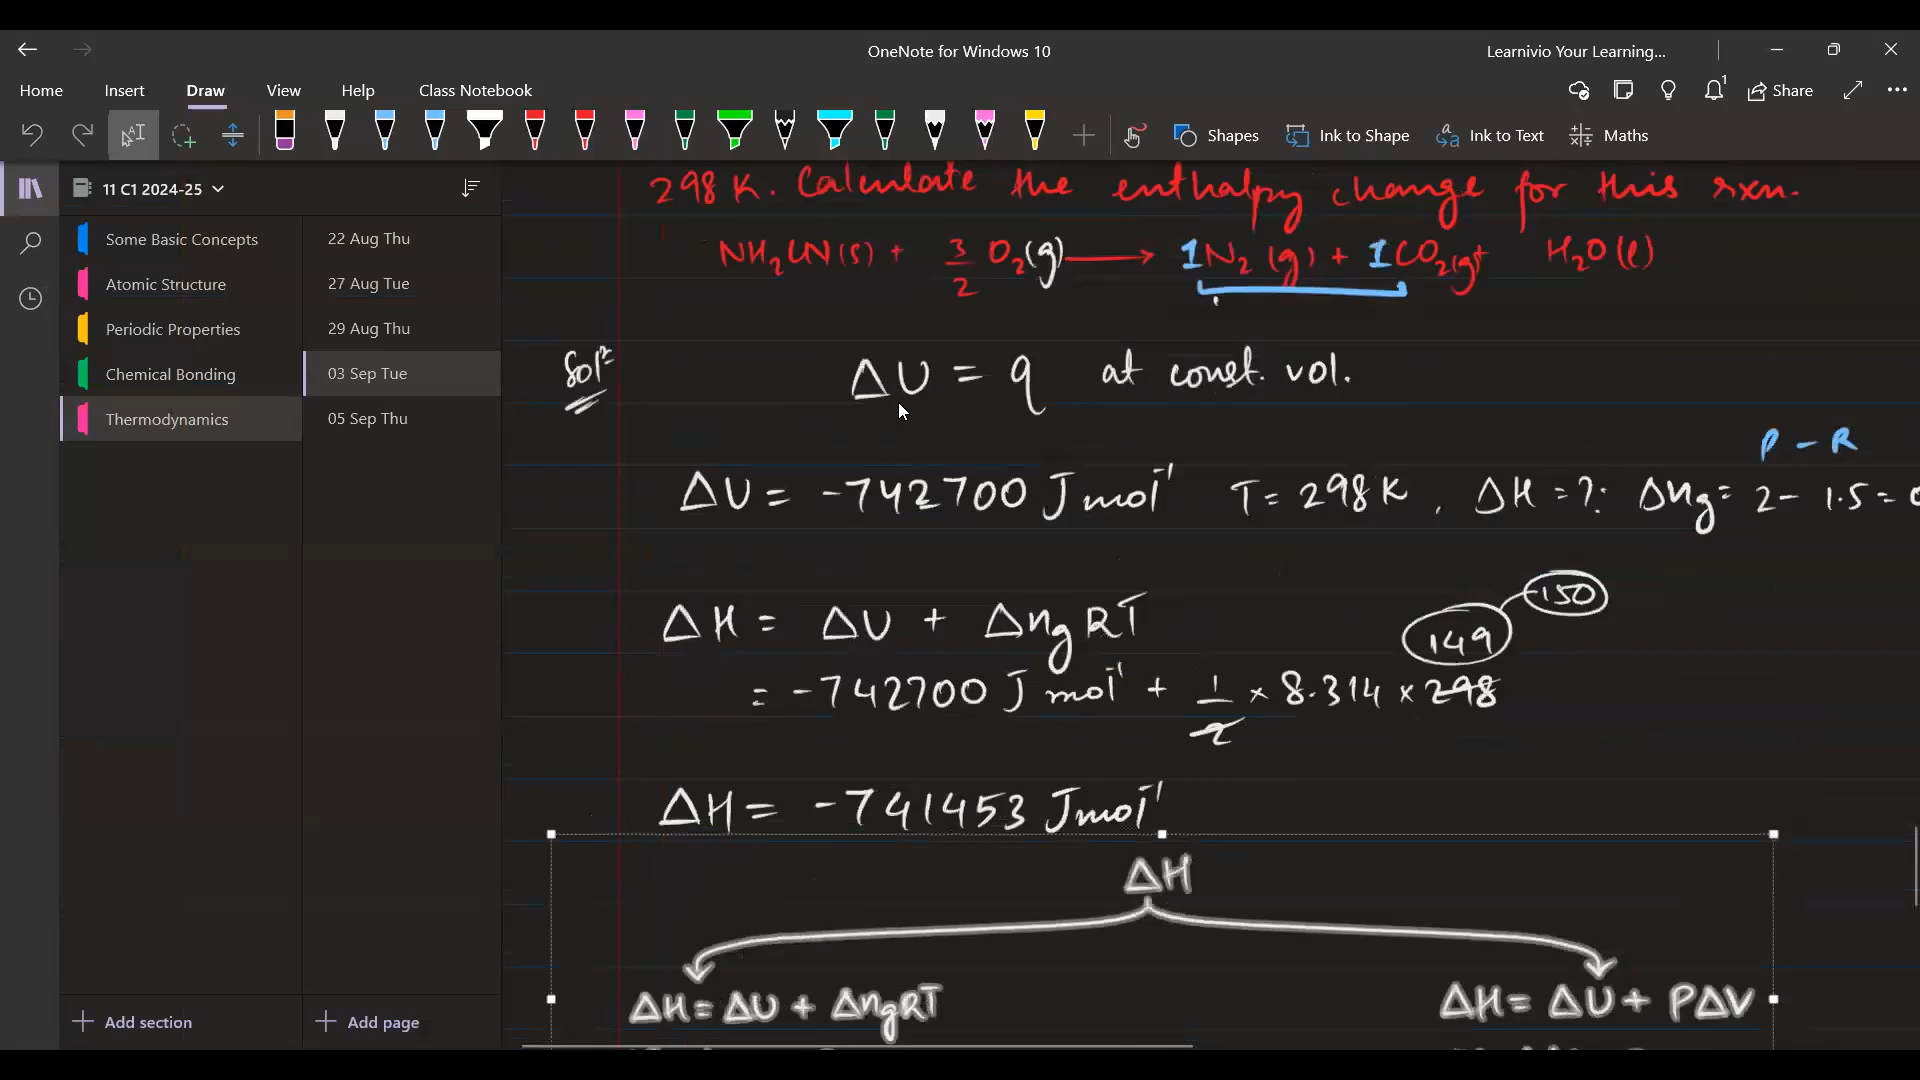 OneNote for Windows 10
Learnivio Your Learning...
Home Insert Draw View Help Class Notebook
1
Share
AI
Shapes Ink to Shape Ink to Text Maths
11 C1 2024-25
Some Basic Concepts
Atomic Structure
Periodic Properties
Chemical Bonding
Thermodynamics
Add section
22 Aug Thu
27 Aug Tue
29 Aug Thu
03 Sep Tue
05 Sep Thu
Add page
298 K. Calculate the enthalpy change for this rxn.
NH₂CN(s) + 3/2 O₂(g) → 1N₂(g) + 1CO₂(g)+ H₂O(l)
Solⁿ ΔU = q at const. vol.
P - R
ΔU = -742700 J mol⁻¹ T = 298 K, ΔH = ?: Δng = 2 - 1.5 =
ΔH = ΔU + ΔngRT
150
149
= -742700 J mol⁻¹ + 1/2 × 8.314 × 298
ΔH = -741453 Jmol⁻¹
ΔH
ΔH = ΔU + ΔngRT ΔH = ΔU + PΔV